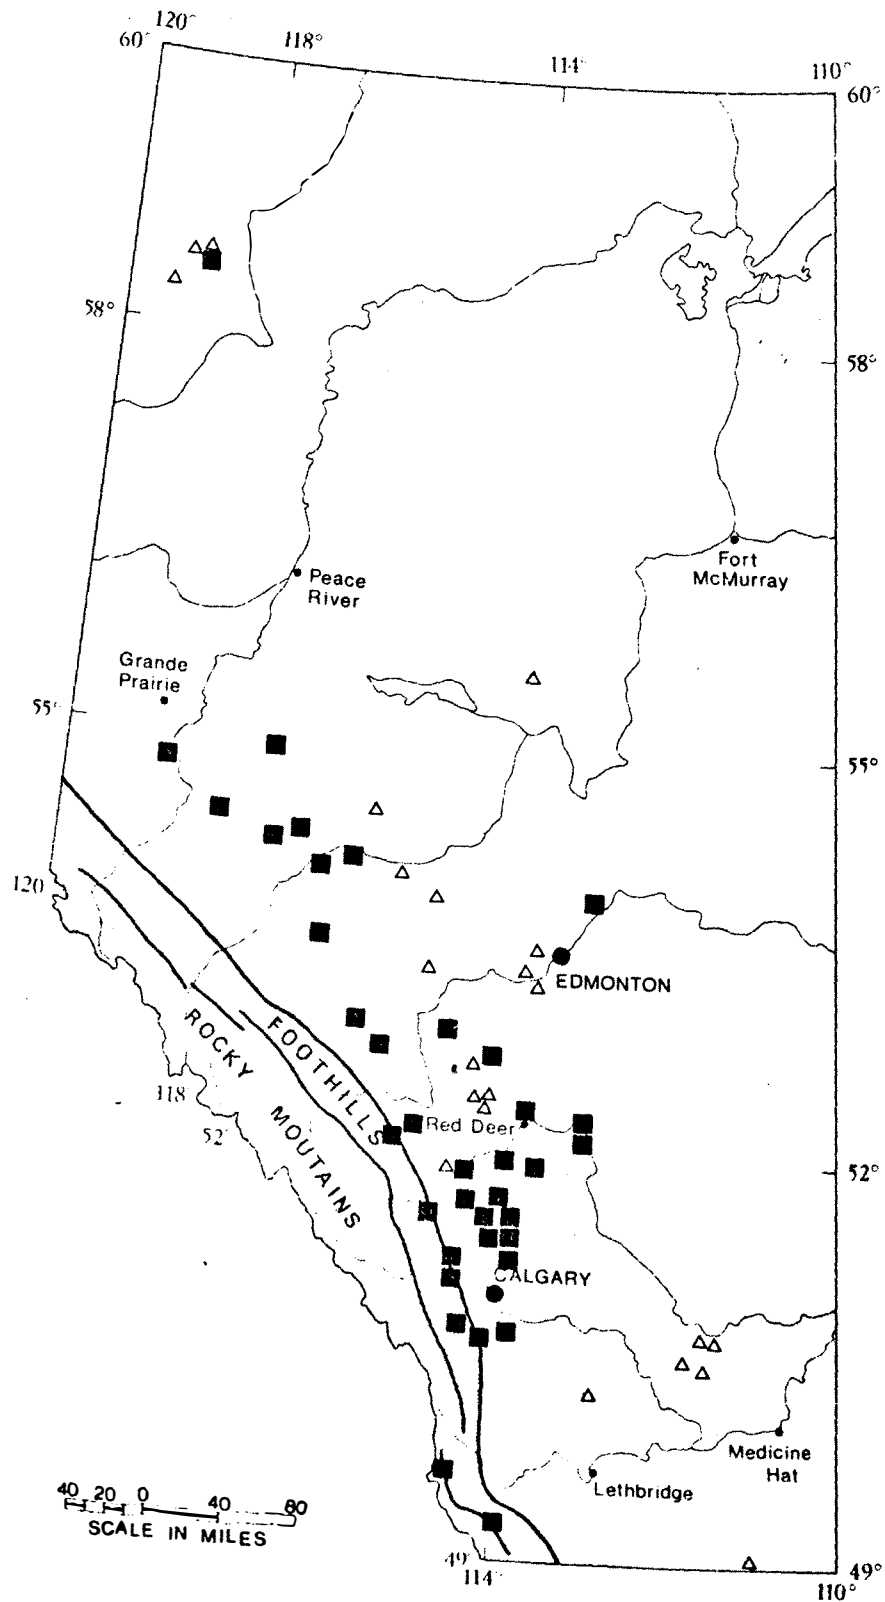 120°
60°
118°
114°
110°
60°
58°
58°
Fort
McMurray
Peace
River
Grande
Prairie
55°
55°
120
EDMONTON
FOOTHILLS
ROCKY
MOUTAINS
118
52
Red Deer
52°
CALGARY
Medicine
Hat
Lethbridge
40 20 0 40 80
SCALE IN MILES
49°
114°
49°
110°